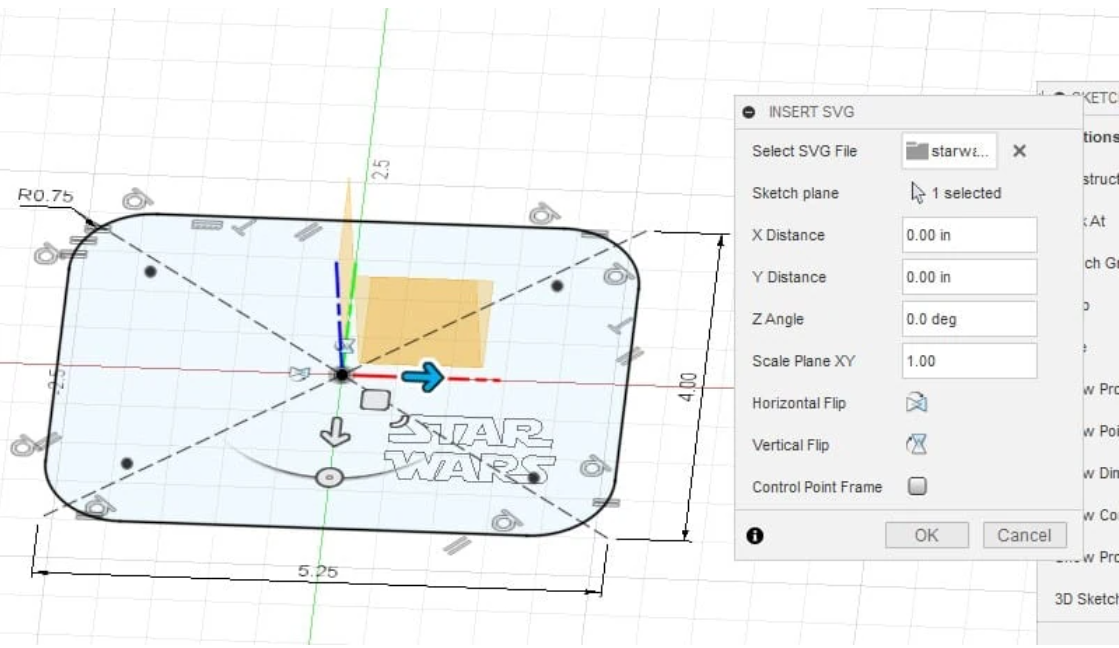 INSERT SVG
Select SVG File starwa...
Sketch plane 1 selected
X Distance 0.00 in
Y Distance 0.00 in
Z Angle 0.0 deg
Scale Plane XY 1.00
Horizontal Flip
Vertical Flip
Control Point Frame
OK Cancel
R0.75
2.5
-2.5
4.00
5.25
STAR
WARS
SKETC
tions
struct
At
ch Gr
w Pro
w Poi
w Dim
w Co
w Pro
3D Sketch